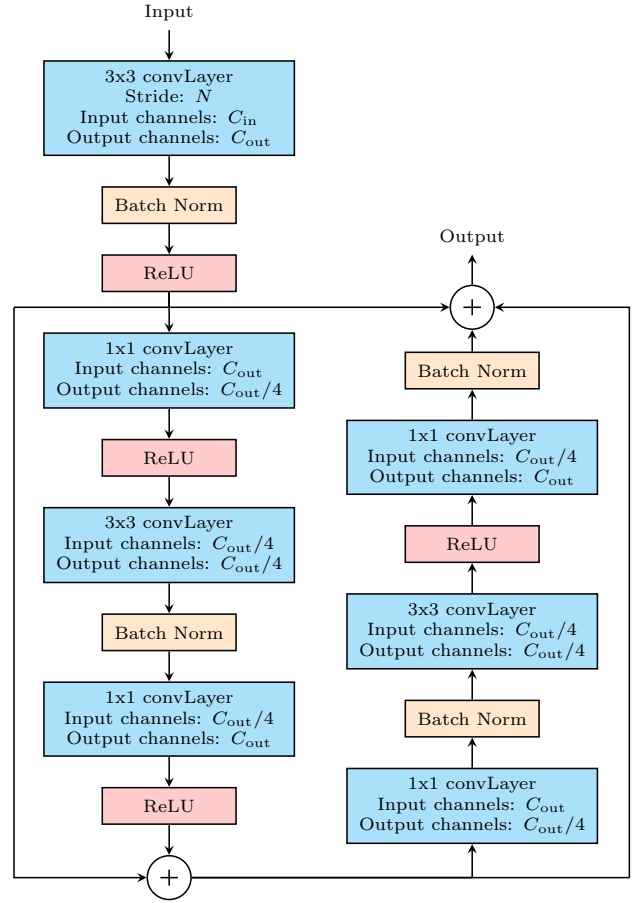 Input
3x3 convLayer
Stride: N
Input channels: C_in
Output channels: C_out
Batch Norm
ReLU
1x1 convLayer
Input channels: C_out
Output channels: C_out/4
ReLU
3x3 convLayer
Input channels: C_out/4
Output channels: C_out/4
Batch Norm
1x1 convLayer
Input channels: C_out/4
Output channels: C_out
ReLU
+
1x1 convLayer
Input channels: C_out
Output channels: C_out/4
Batch Norm
3x3 convLayer
Input channels: C_out/4
Output channels: C_out/4
ReLU
1x1 convLayer
Input channels: C_out/4
Output channels: C_out
Batch Norm
+
Output